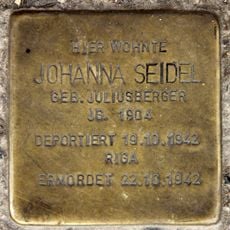 HIER WOHNTE
JOHANNA SEIDEL
GEB. JULIUSBERGER
JG. 1904
DEPORTIERT 19.10.1942
RIGA
ERMORDET 22.10.1942